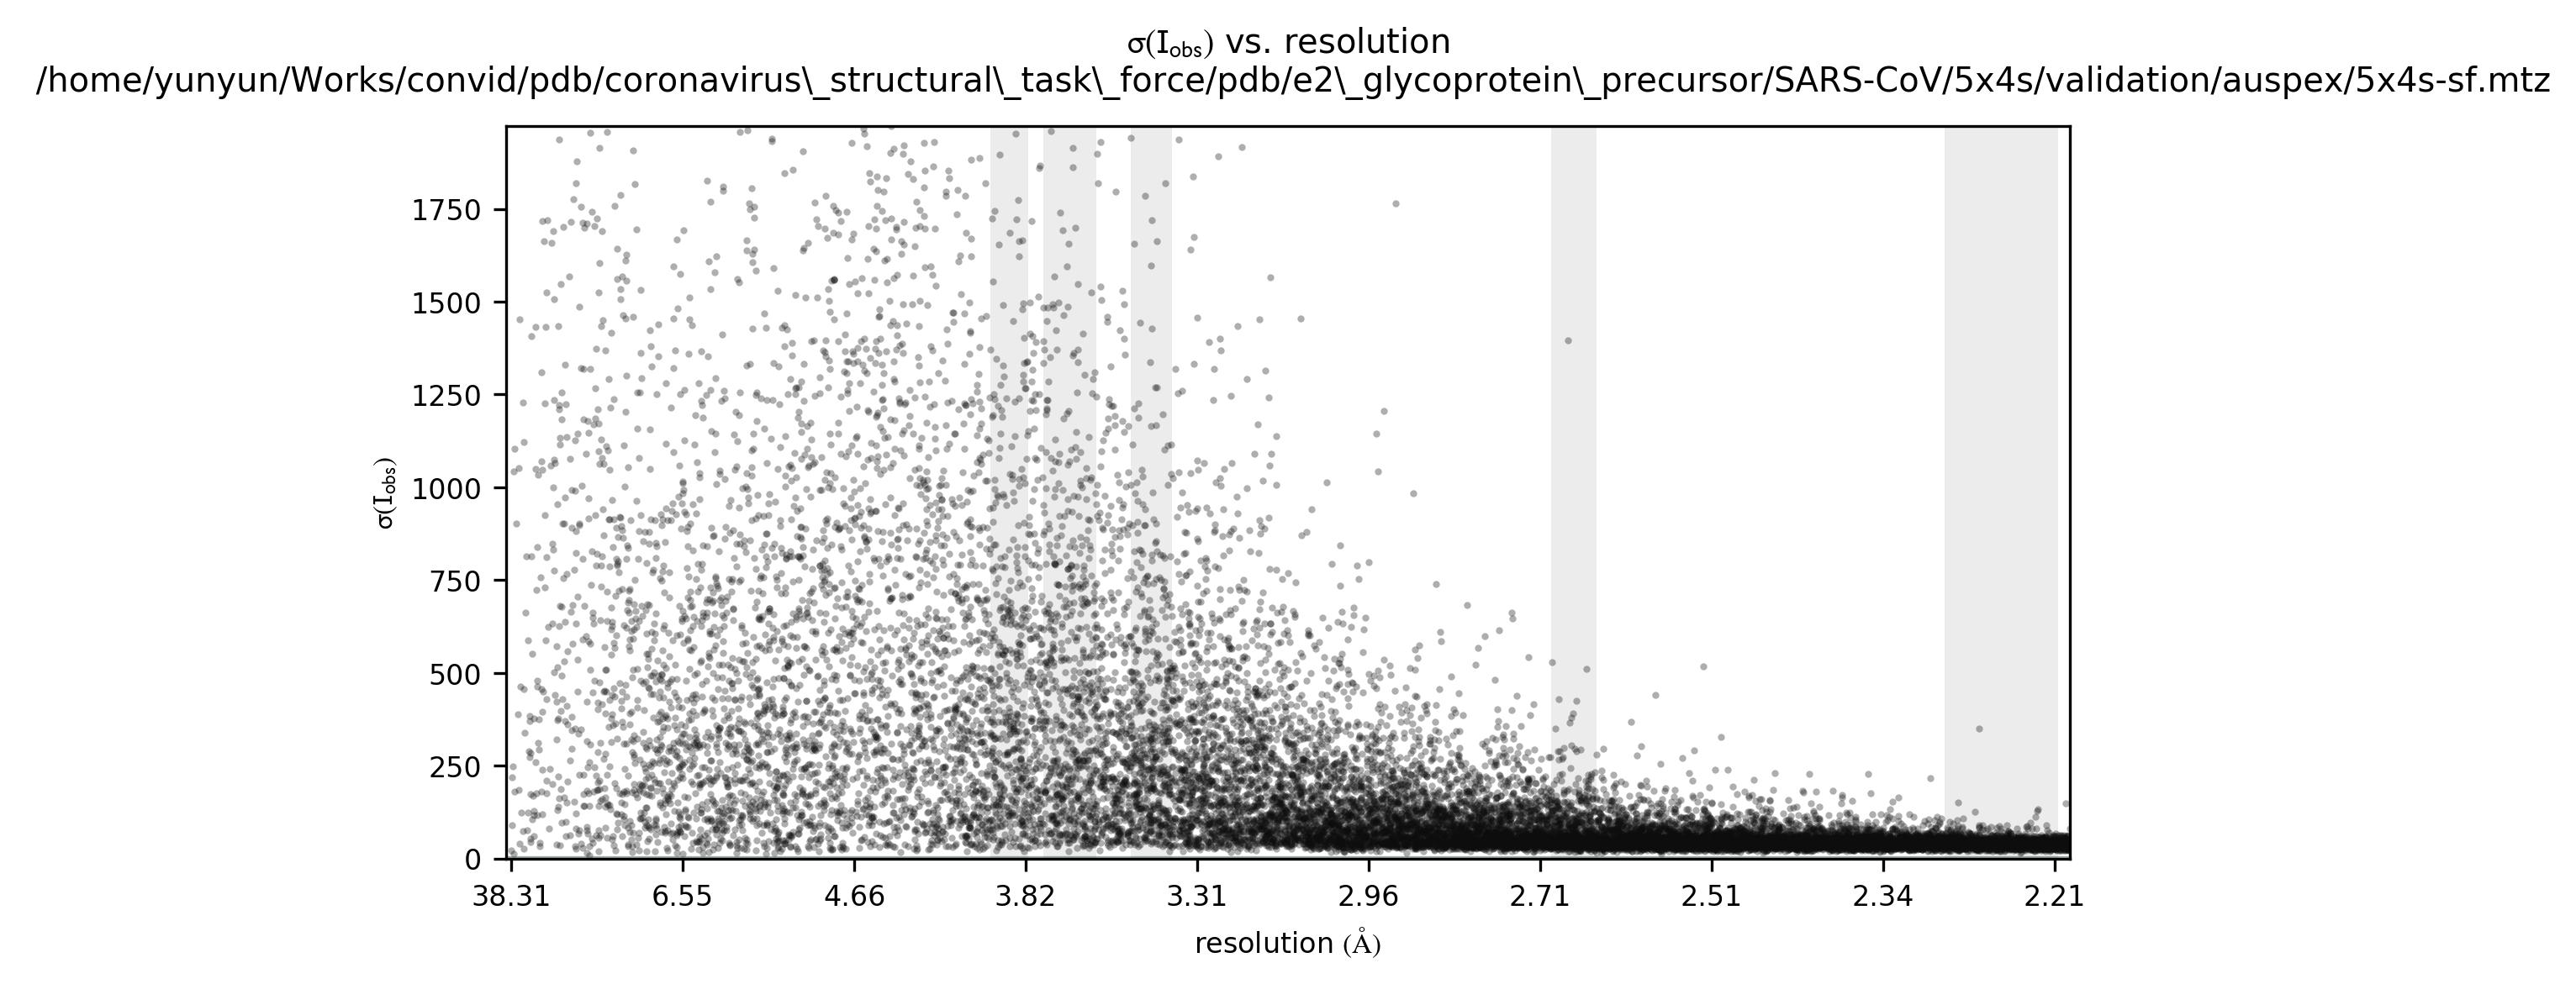 σ(I_obs) vs. resolution
/home/yunyun/Works/convid/pdb/coronavirus\_structural\_task\_force/pdb/e2\_glycoprotein\_precursor/SARS-CoV/5x4s/validation/auspex/5x4s-sf.mtz
σ(I_obs)
1750
1500
1250
1000
750
500
250
0
38.31 6.55 4.66 3.82 3.31 2.96 2.71 2.51 2.34 2.21
resolution (Å)